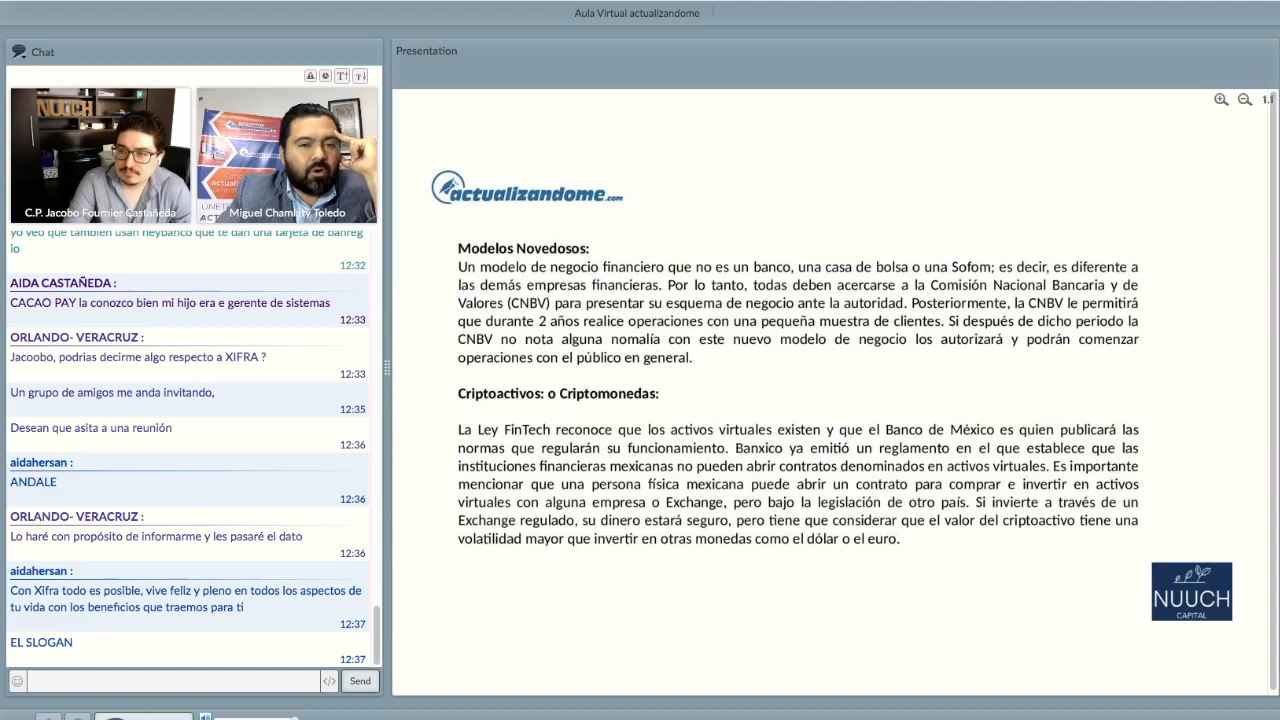 Aula Virtual actualizandome
Chat
NUUCH
C.P. Jacobo Fournier Castañeda
Miguel Chamlaty Toledo
yo veo que tambien usan heybanco que te dan una tarjeta de banreg
io
12:32
AIDA CASTAÑEDA :
CACAO PAY la conozco bien mi hijo era e gerente de sistemas
12:33
ORLANDO- VERACRUZ :
Jacoobo, podrias decirme algo respecto a XIFRA ?
12:33
Un grupo de amigos me anda invitando,
12:35
Desean que asita a una reunión
12:36
aidahersan :
ANDALE
12:36
ORLANDO- VERACRUZ :
Lo haré con propósito de informarme y les pasaré el dato
12:36
aidahersan :
Con Xifra todo es posible, vive feliz y pleno en todos los aspectos de
tu vida con los beneficios que traemos para ti
12:37
EL SLOGAN
12:37
Send
Presentation
actualizandome.com
Modelos Novedosos:
Un modelo de negocio financiero que no es un banco, una casa de bolsa o una Sofom; es decir, es diferente a
las demás empresas financieras. Por lo tanto, todas deben acercarse a la Comisión Nacional Bancaria y de
Valores (CNBV) para presentar su esquema de negocio ante la autoridad. Posteriormente, la CNBV le permitirá
que durante 2 años realice operaciones con una pequeña muestra de clientes. Si después de dicho periodo la
CNBV no nota alguna nomalía con este nuevo modelo de negocio los autorizará y podrán comenzar
operaciones con el público en general.
Criptoactivos: o Criptomonedas:
La Ley FinTech reconoce que los activos virtuales existen y que el Banco de México es quien publicará las
normas que regularán su funcionamiento. Banxico ya emitió un reglamento en el que establece que las
instituciones financieras mexicanas no pueden abrir contratos denominados en activos virtuales. Es importante
mencionar que una persona física mexicana puede abrir un contrato para comprar e invertir en activos
virtuales con alguna empresa o Exchange, pero bajo la legislación de otro país. Si invierte a través de un
Exchange regulado, su dinero estará seguro, pero tiene que considerar que el valor del criptoactivo tiene una
volatilidad mayor que invertir en otras monedas como el dólar o el euro.
NUUCH
CAPITAL